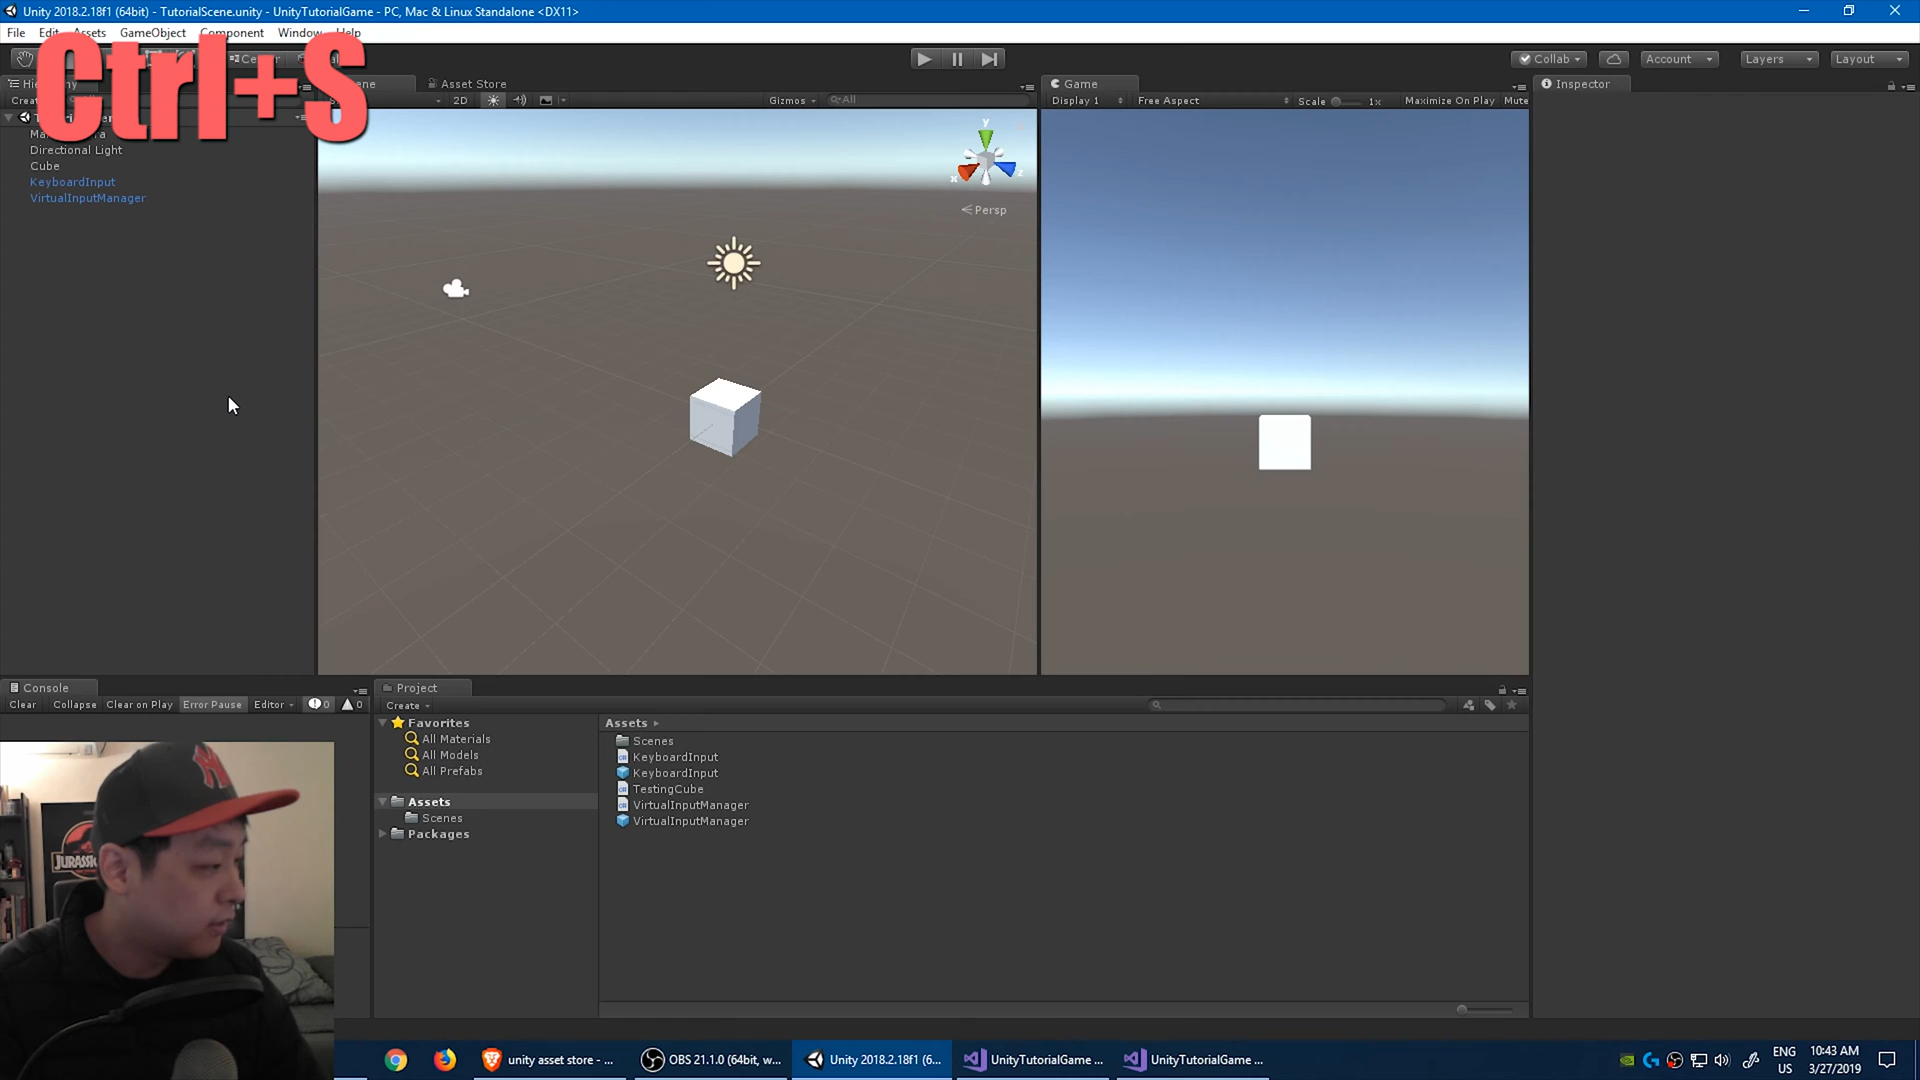 Unity 2018.2.18f1 (64bit) - TutorialScene.unity - UnityTutorialGame - PC, Mac & Linux Standalone <DX11>
File Edit Assets GameObject Component Window Help
Ctrl+S
Collab
Account
Layers
Layout
Asset Store
2D
Gizmos
All
Directional Light
Cube
KeyboardInput
VirtualInputManager
y
x
z
Persp
Game
Display 1
Free Aspect
Scale
1x
Maximize On Play
Mute
Inspector
Console
Clear
Collapse
Clear on Play
Error Pause
Editor
0
0
Project
Create
Favorites
All Materials
All Models
All Prefabs
Assets
Scenes
Packages
Assets
Scenes
KeyboardInput
KeyboardInput
TestingCube
VirtualInputManager
VirtualInputManager
JURASSIC
unity asset store - ...
OBS 21.1.0 (64bit, w...
Unity 2018.2.18f1 (6...
UnityTutorialGame ...
UnityTutorialGame ...
ENG
US
10:43 AM
3/27/2019